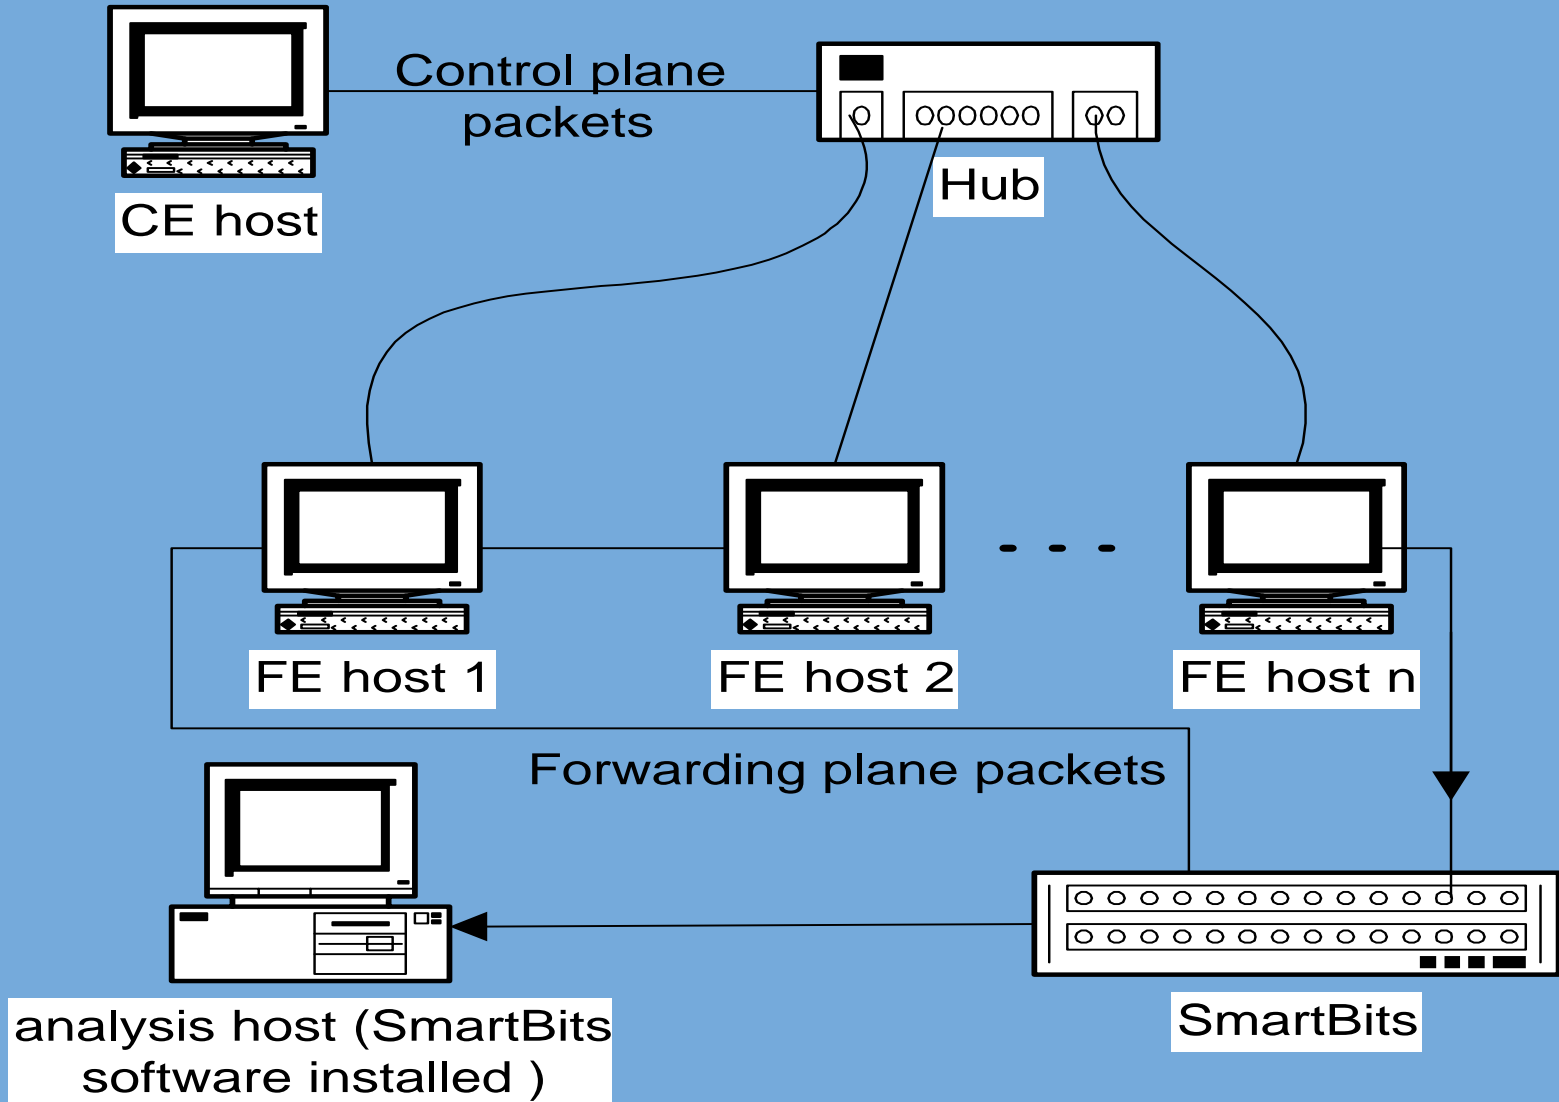 Control plane
packets
Hub
CE host
FE host 1
FE host 2
- - -
FE host n
Forwarding plane packets
SmartBits
analysis host (SmartBits
software installed )